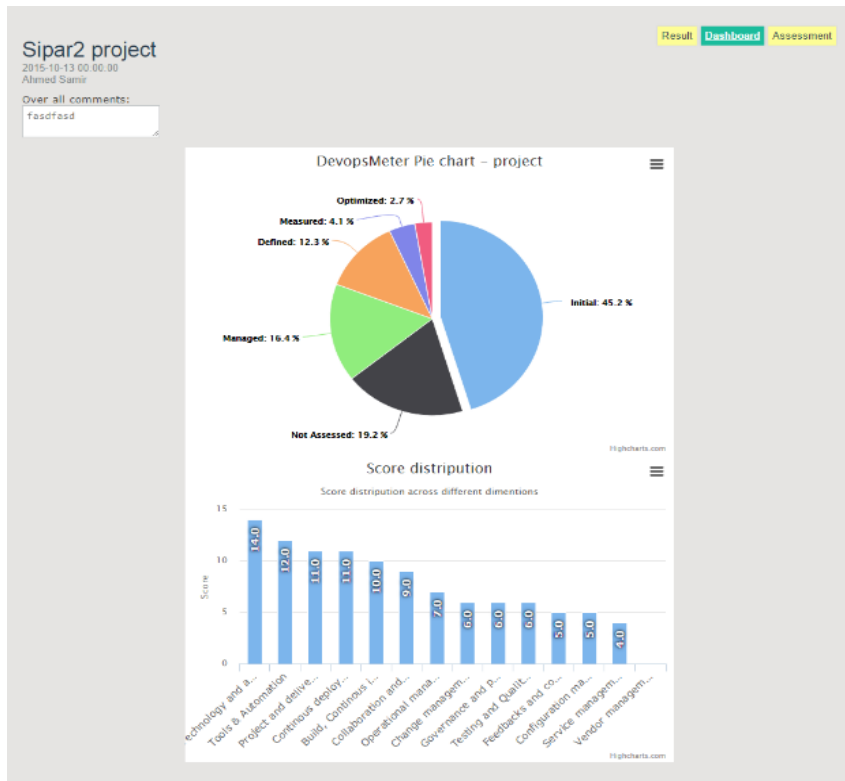 Sipar2 project
2015-10-13 00:00:00
Ahmed Samir
Result Dashboard Assessment
Over all comments:
fasdfasd
DevopsMeter Pie chart - project
Optimized: 2.7 %
Measured: 4.1 %
Defined: 12.3 %
Initial: 45.2 %
Managed: 16.4 %
Not Assessed: 19.2 %
Highcharts.com
Score distripution
Score distripution across different dimentions
15
10
5
0
Score
14.0
12.0
11.0
11.0
10.0
9.0
7.0
6.0
6.0
6.0
5.0
5.0
4.0
echnology and a...
Tools & Automation
Project and delive...
Continous deploy...
Build, Continous i...
Collaboration and...
Operational mana...
Change managem...
Governance and p...
Testing and Qualit...
Feedbacks and co...
Configuration ma...
Service managem...
Vendor managem...
Highcharts.com